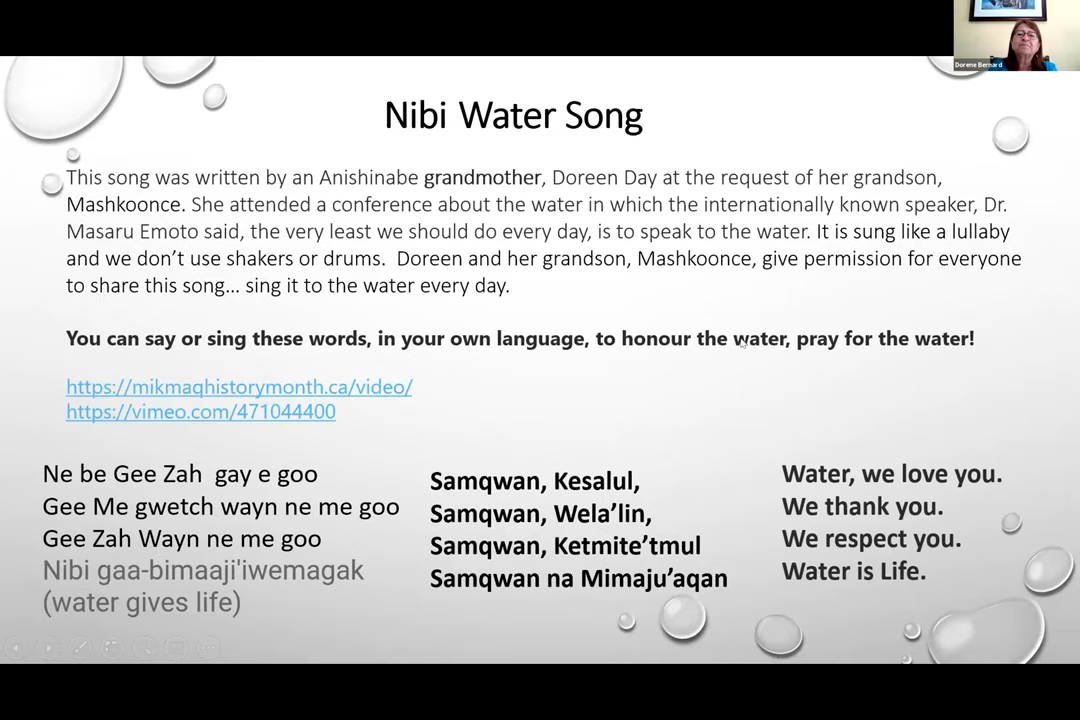 Dorene Bernard
Nibi Water Song
This song was written by an Anishinabe grandmother, Doreen Day at the request of her grandson,
Mashkoonce. She attended a conference about the water in which the internationally known speaker, Dr.
Masaru Emoto said, the very least we should do every day, is to speak to the water. It is sung like a lullaby
and we don't use shakers or drums.  Doreen and her grandson, Mashkoonce, give permission for everyone
to share this song... sing it to the water every day.
You can say or sing these words, in your own language, to honour the water, pray for the water!
https://mikmaqhistorymonth.ca/video/
https://vimeo.com/471044400
Ne be Gee Zah  gay e goo
Gee Me gwetch wayn ne me goo
Gee Zah Wayn ne me goo
Nibi gaa-bimaaji'iwemagak
(water gives life)
Samqwan, Kesalul,
Samqwan, Wela'lin,
Samqwan, Ketmite'tmul
Samqwan na Mimaju'aqan
Water, we love you.
We thank you.
We respect you.
Water is Life.